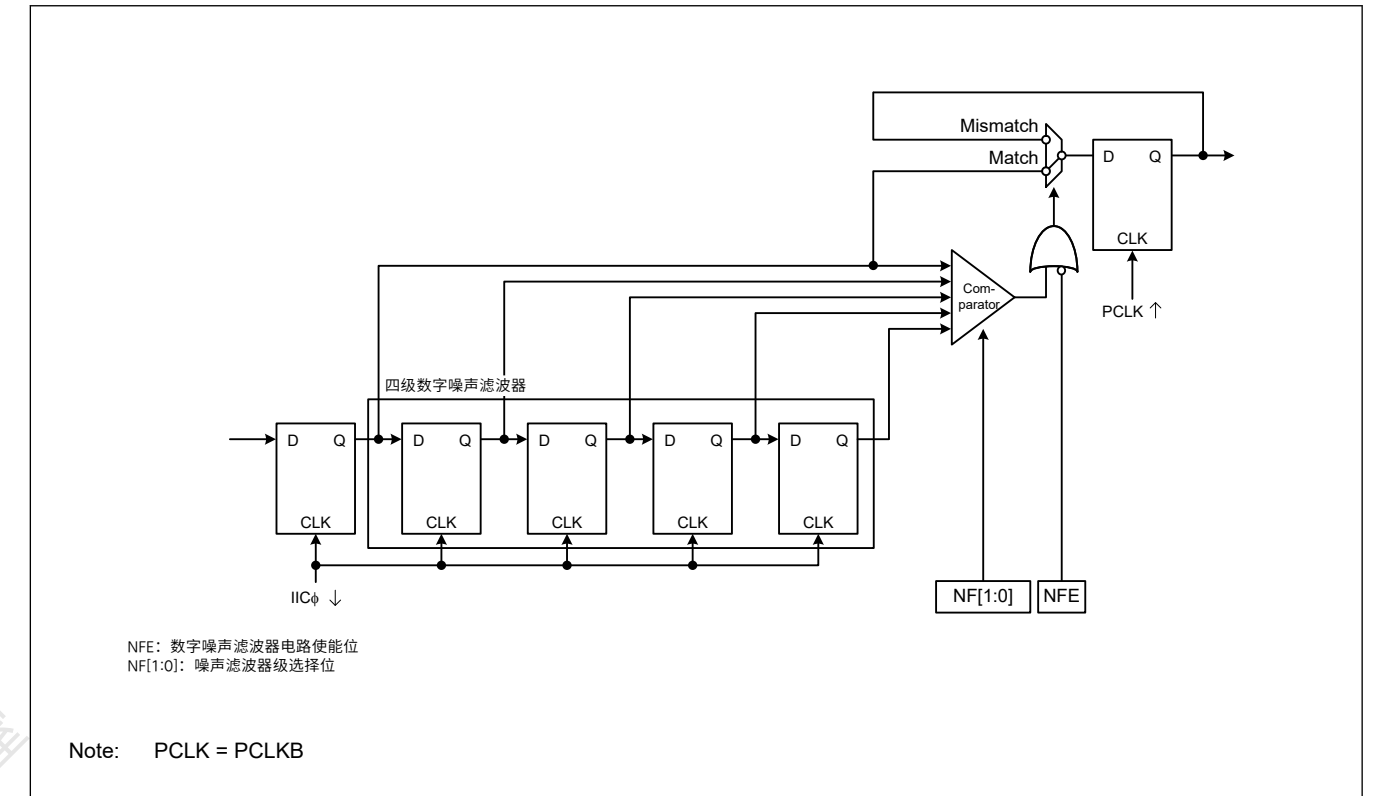 Mismatch
Match
D Q
CLK
PCLK ↑
Com-
parator
四级数字噪声滤波器
D Q D Q D Q D Q D Q
CLK CLK CLK CLK CLK
IICϕ ↓
NF[1:0] NFE
NFE：数字噪声滤波器电路使能位
NF[1:0]：噪声滤波器级选择位
Note: PCLK = PCLKB